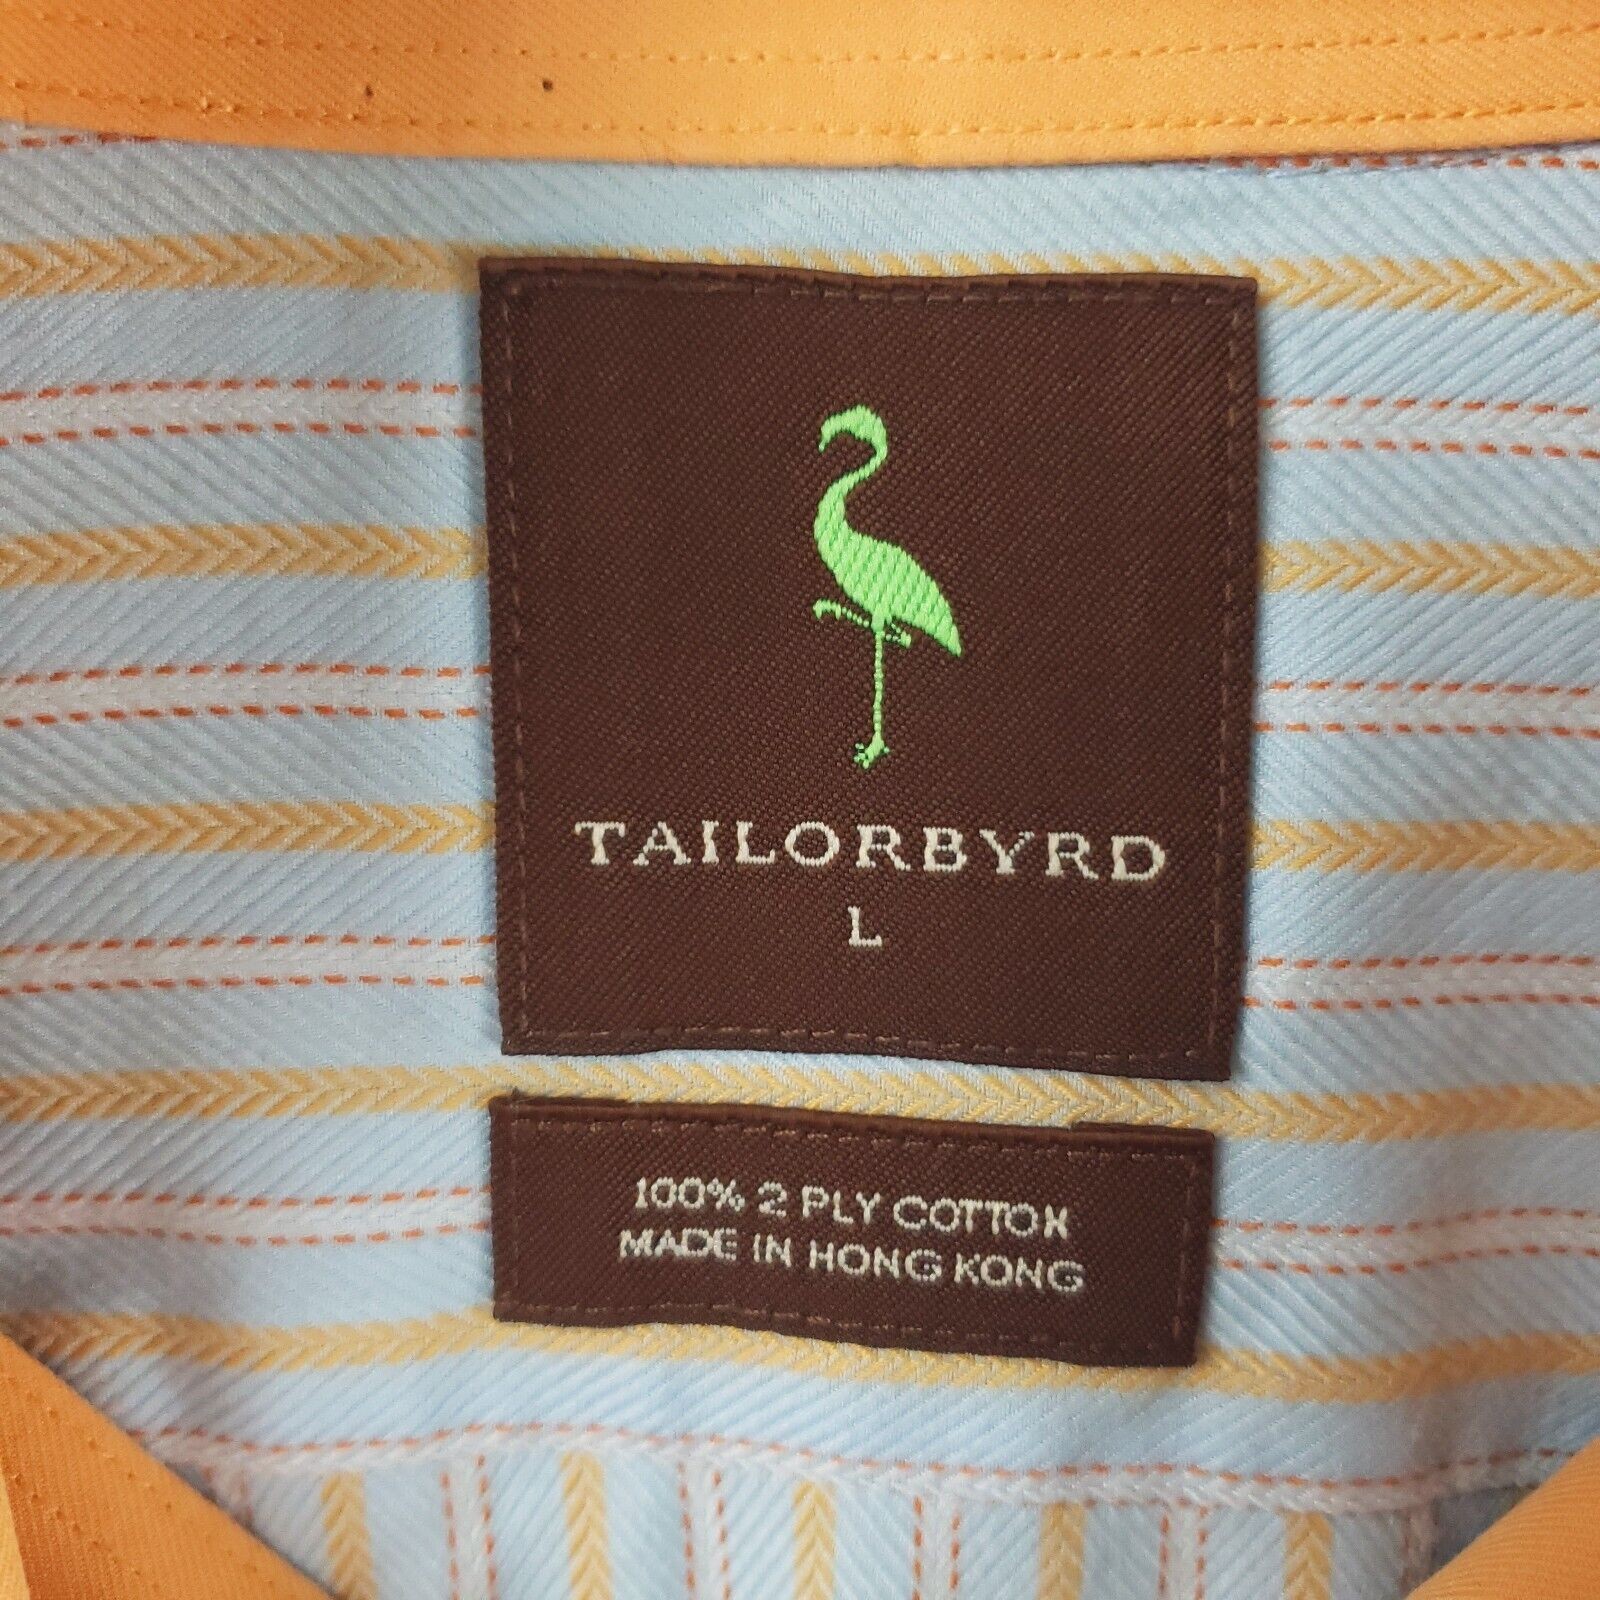 TAILORBYRD
L
100% 2 PLY COTTON
MADE IN HONG KONG